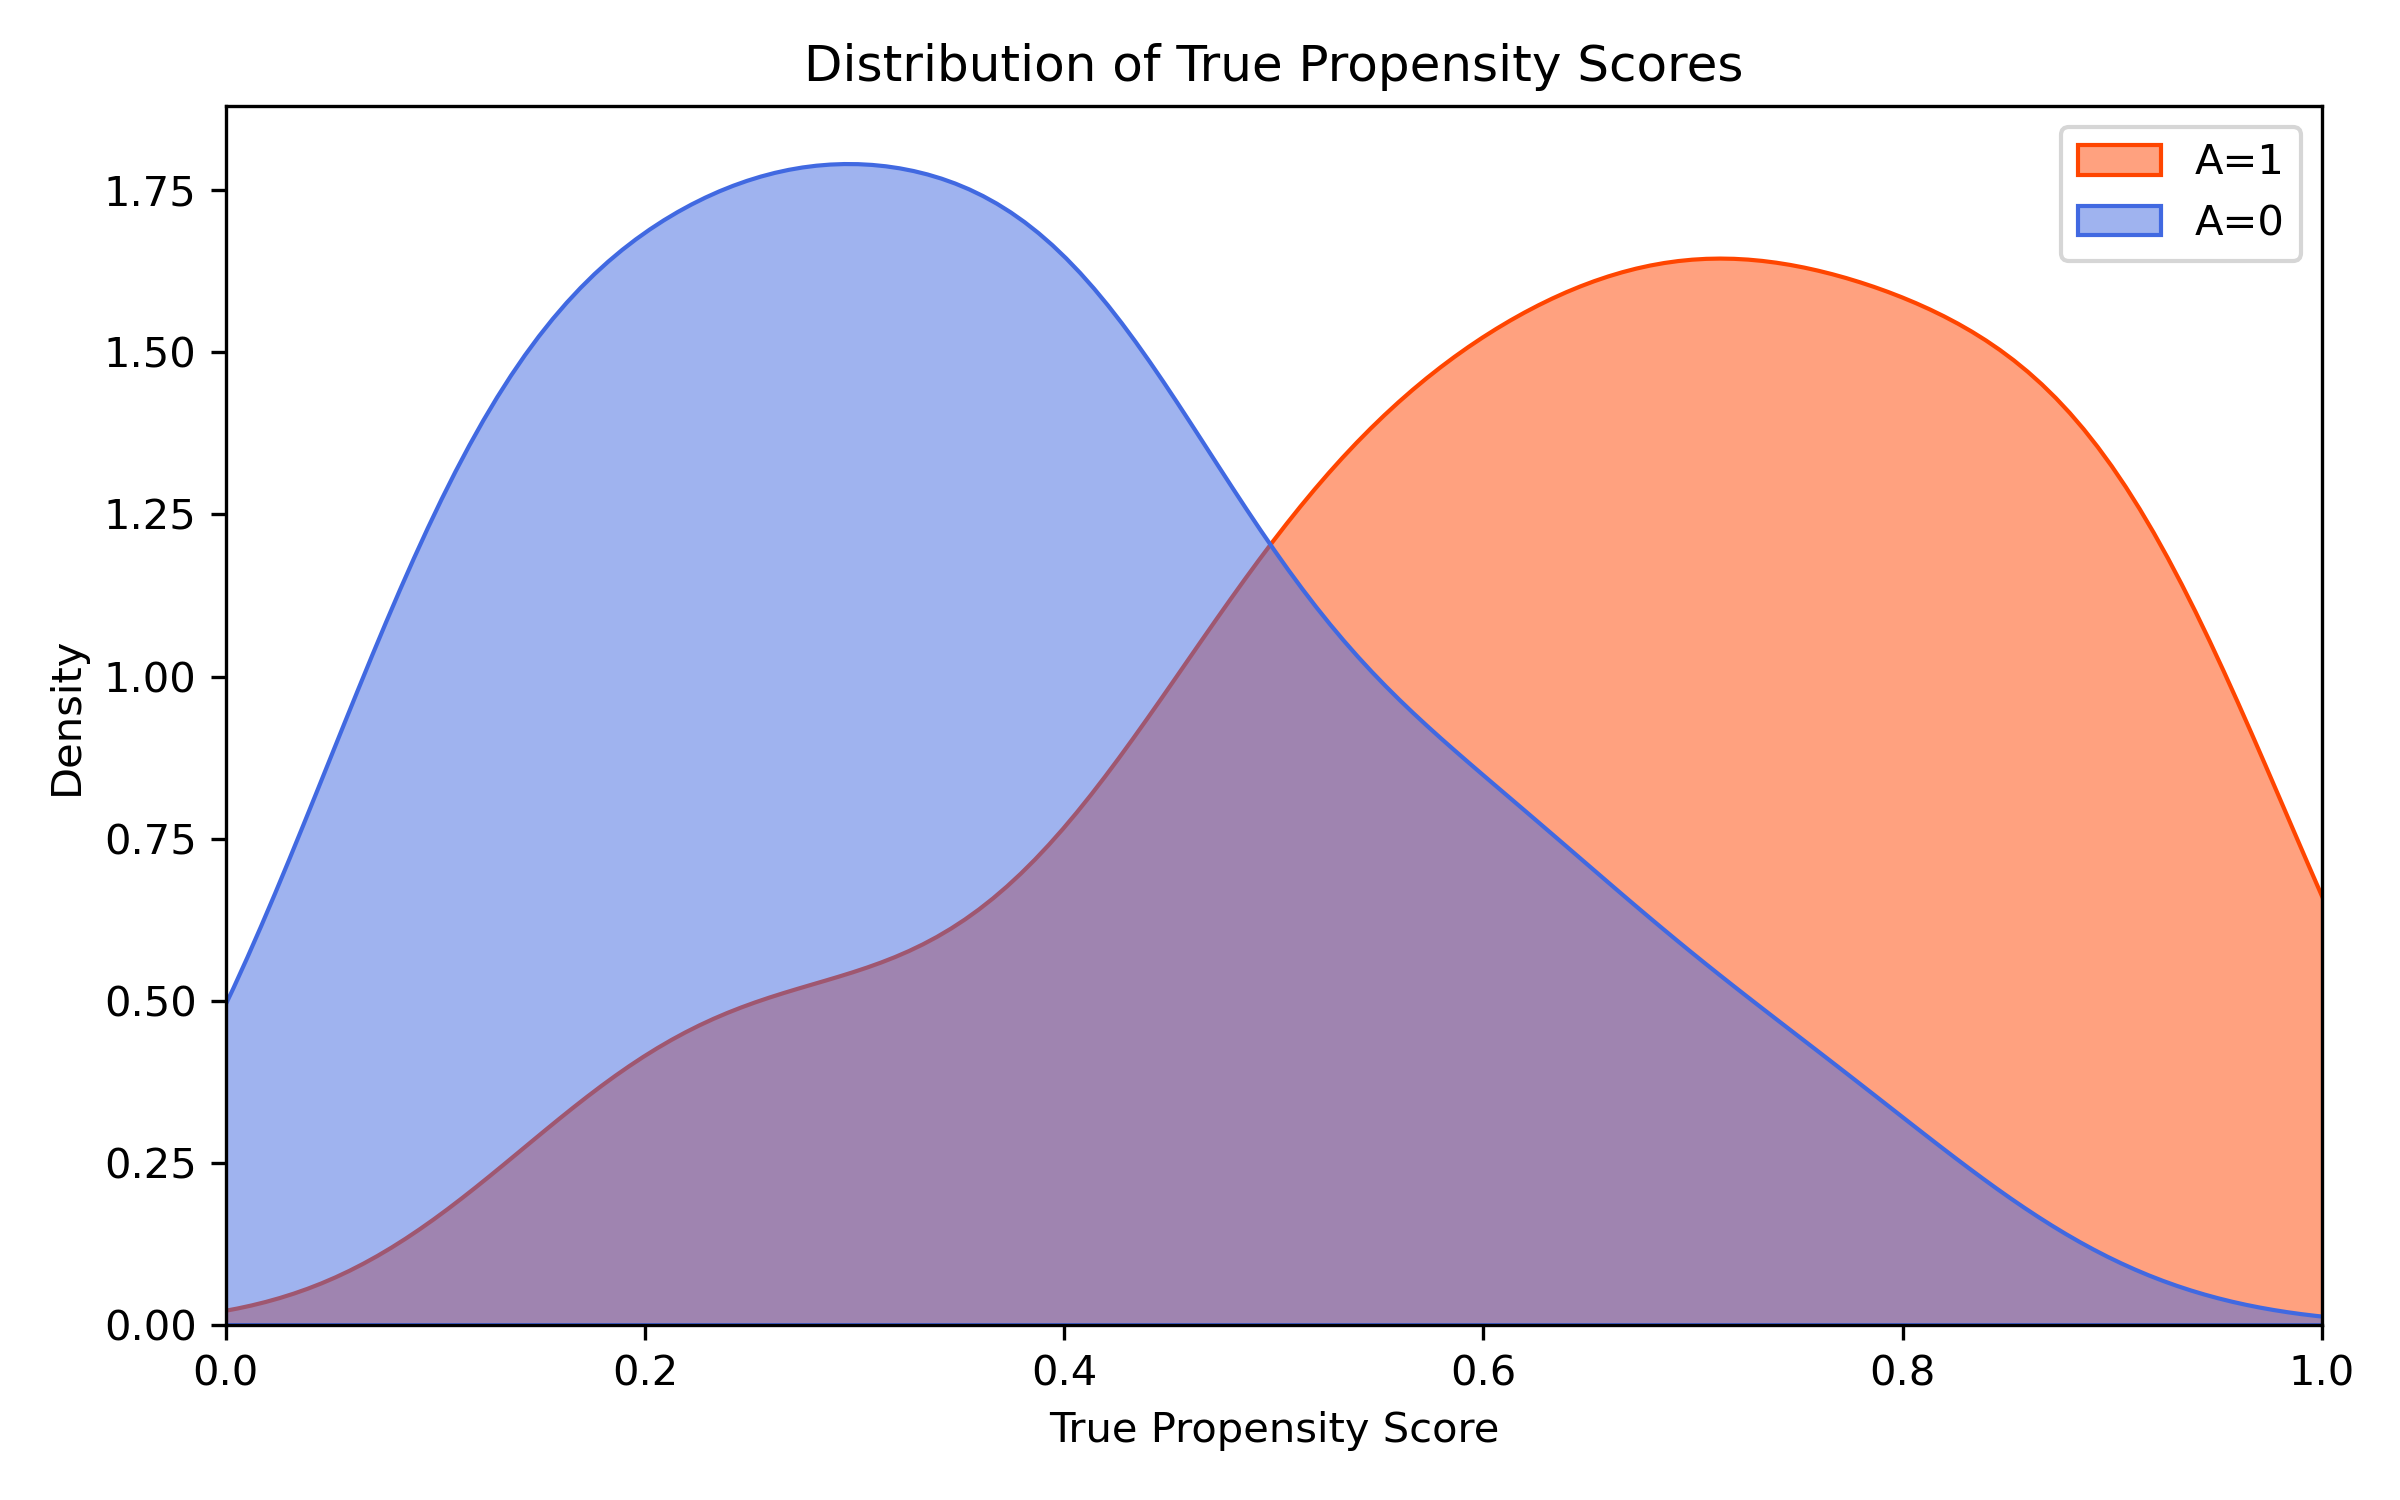 Distribution of True Propensity Scores
A=1
A=0
Density
1.75
1.50
1.25
1.00
0.75
0.50
0.25
0.00
0.0 0.2 0.4 0.6 0.8 1.0
True Propensity Score